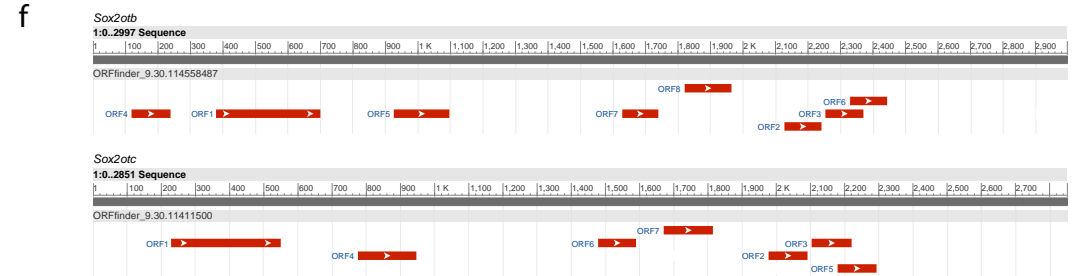 f
Sox2otb
1:0..2997 Sequence
1 100 200 300 400 500 600 700 800 900 1 K 1,100 1,200 1,300 1,400 1,500 1,600 1,700 1,800 1,900 2 K 2,100 2,200 2,300 2,400 2,500 2,600 2,700 2,800 2,900
ORFfinder_9.30.114558487
ORF8
ORF6
ORF4 ORF1 ORF5 ORF7 ORF3
ORF2
Sox2otc
1:0..2851 Sequence
1 100 200 300 400 500 600 700 800 900 1 K 1,100 1,200 1,300 1,400 1,500 1,600 1,700 1,800 1,900 2 K 2,100 2,200 2,300 2,400 2,500 2,600 2,700
ORFfinder_9.30.11411500
ORF7
ORF1 ORF6 ORF3
ORF4 ORF2
ORF5